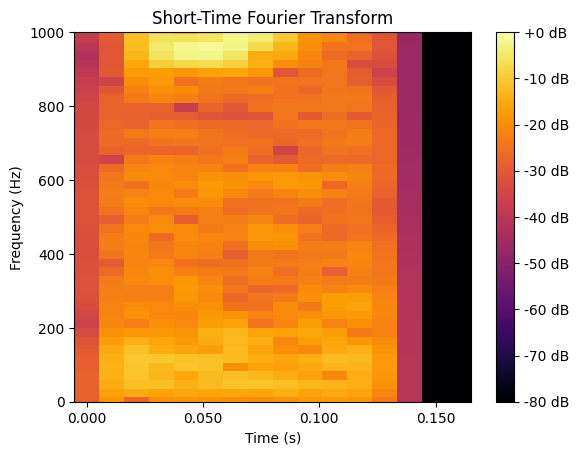 Short-Time Fourier Transform
1000
800
600
400
200
0
Frequency (Hz)
0.000
0.050
0.100
0.150
Time (s)
+0 dB
-10 dB
-20 dB
-30 dB
-40 dB
-50 dB
-60 dB
-70 dB
-80 dB